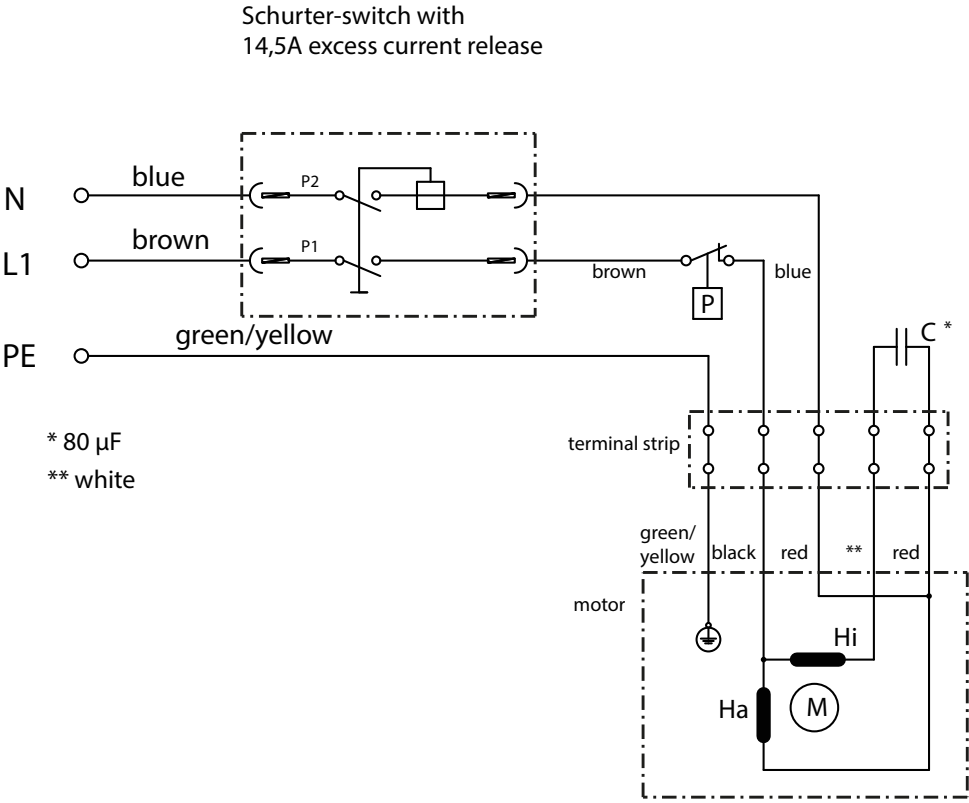 Schurter-switch with
14,5A excess current release
N
blue
P2
L1
brown
P1
brown
blue
P
PE
green/yellow
C *
* 80 µF
** white
terminal strip
green/
yellow
black
red
**
red
motor
Hi
Ha
M